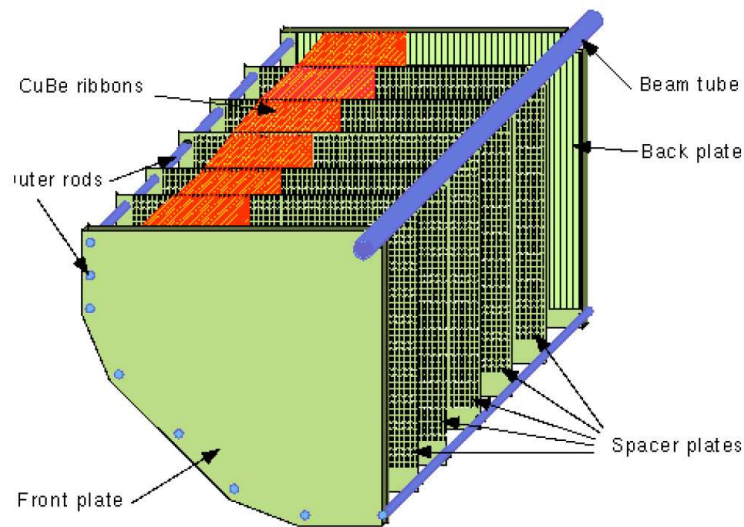 Beam tube
CuBe ribbons
Back plate
uter rods
Spacer plates
Front plate